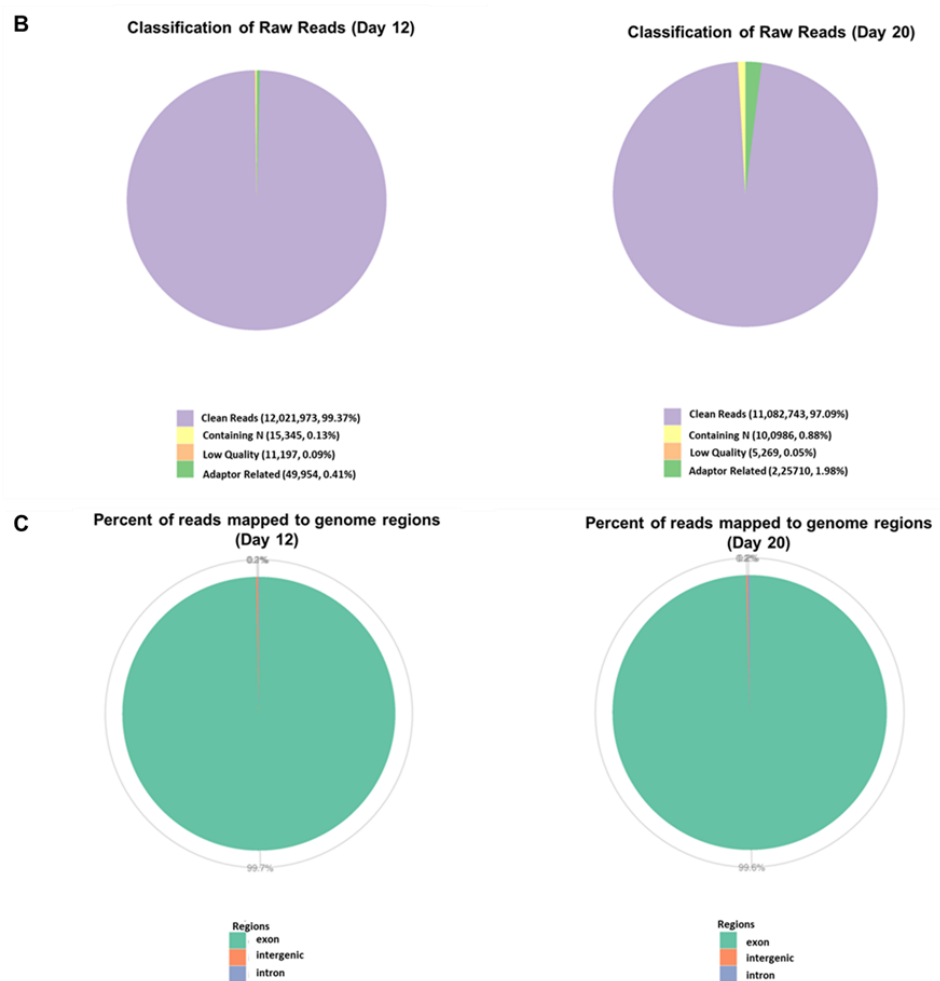 B
Classification of Raw Reads (Day 12)
Classification of Raw Reads (Day 20)
Clean Reads (12,021,973, 99.37%)
Containing N (15,345, 0.13%)
Low Quality (11,197, 0.09%)
Adaptor Related (49,954, 0.41%)
Clean Reads (11,082,743, 97.09%)
Containing N (10,0986, 0.88%)
Low Quality (5,269, 0.05%)
Adaptor Related (2,25710, 1.98%)
C
Percent of reads mapped to genome regions
(Day 12)
99.7%
Regions
exon
intergenic
intron
Percent of reads mapped to genome regions
(Day 20)
99.6%
Regions
exon
intergenic
intron